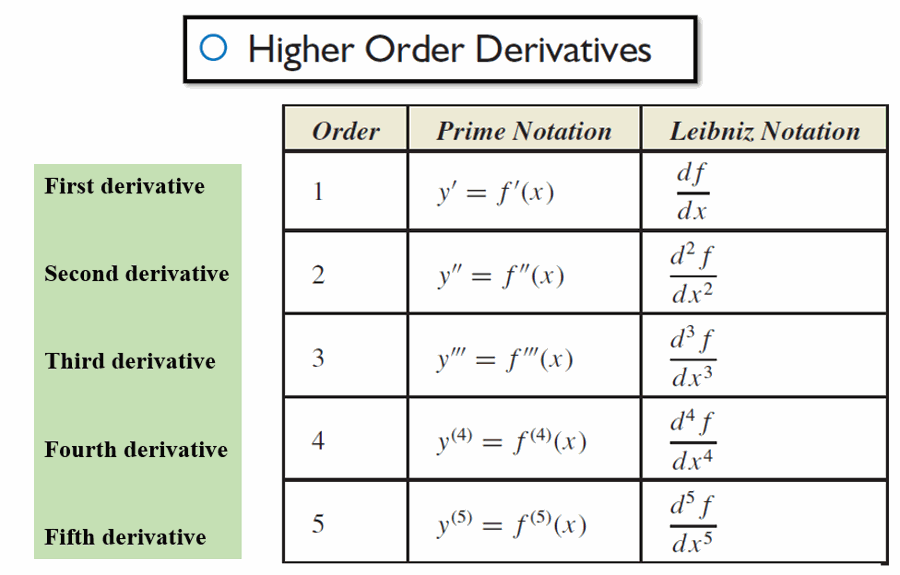 Higher Order Derivatives
Order Prime Notation Leibniz Notation
First derivative 1 y′ = f′(x) df/dx
Second derivative 2 y″ = f″(x) d²f/dx²
Third derivative 3 y‴ = f‴(x) d³f/dx³
Fourth derivative 4 y⁽⁴⁾ = f⁽⁴⁾(x) d⁴f/dx⁴
Fifth derivative 5 y⁽⁵⁾ = f⁽⁵⁾(x) d⁵f/dx⁵